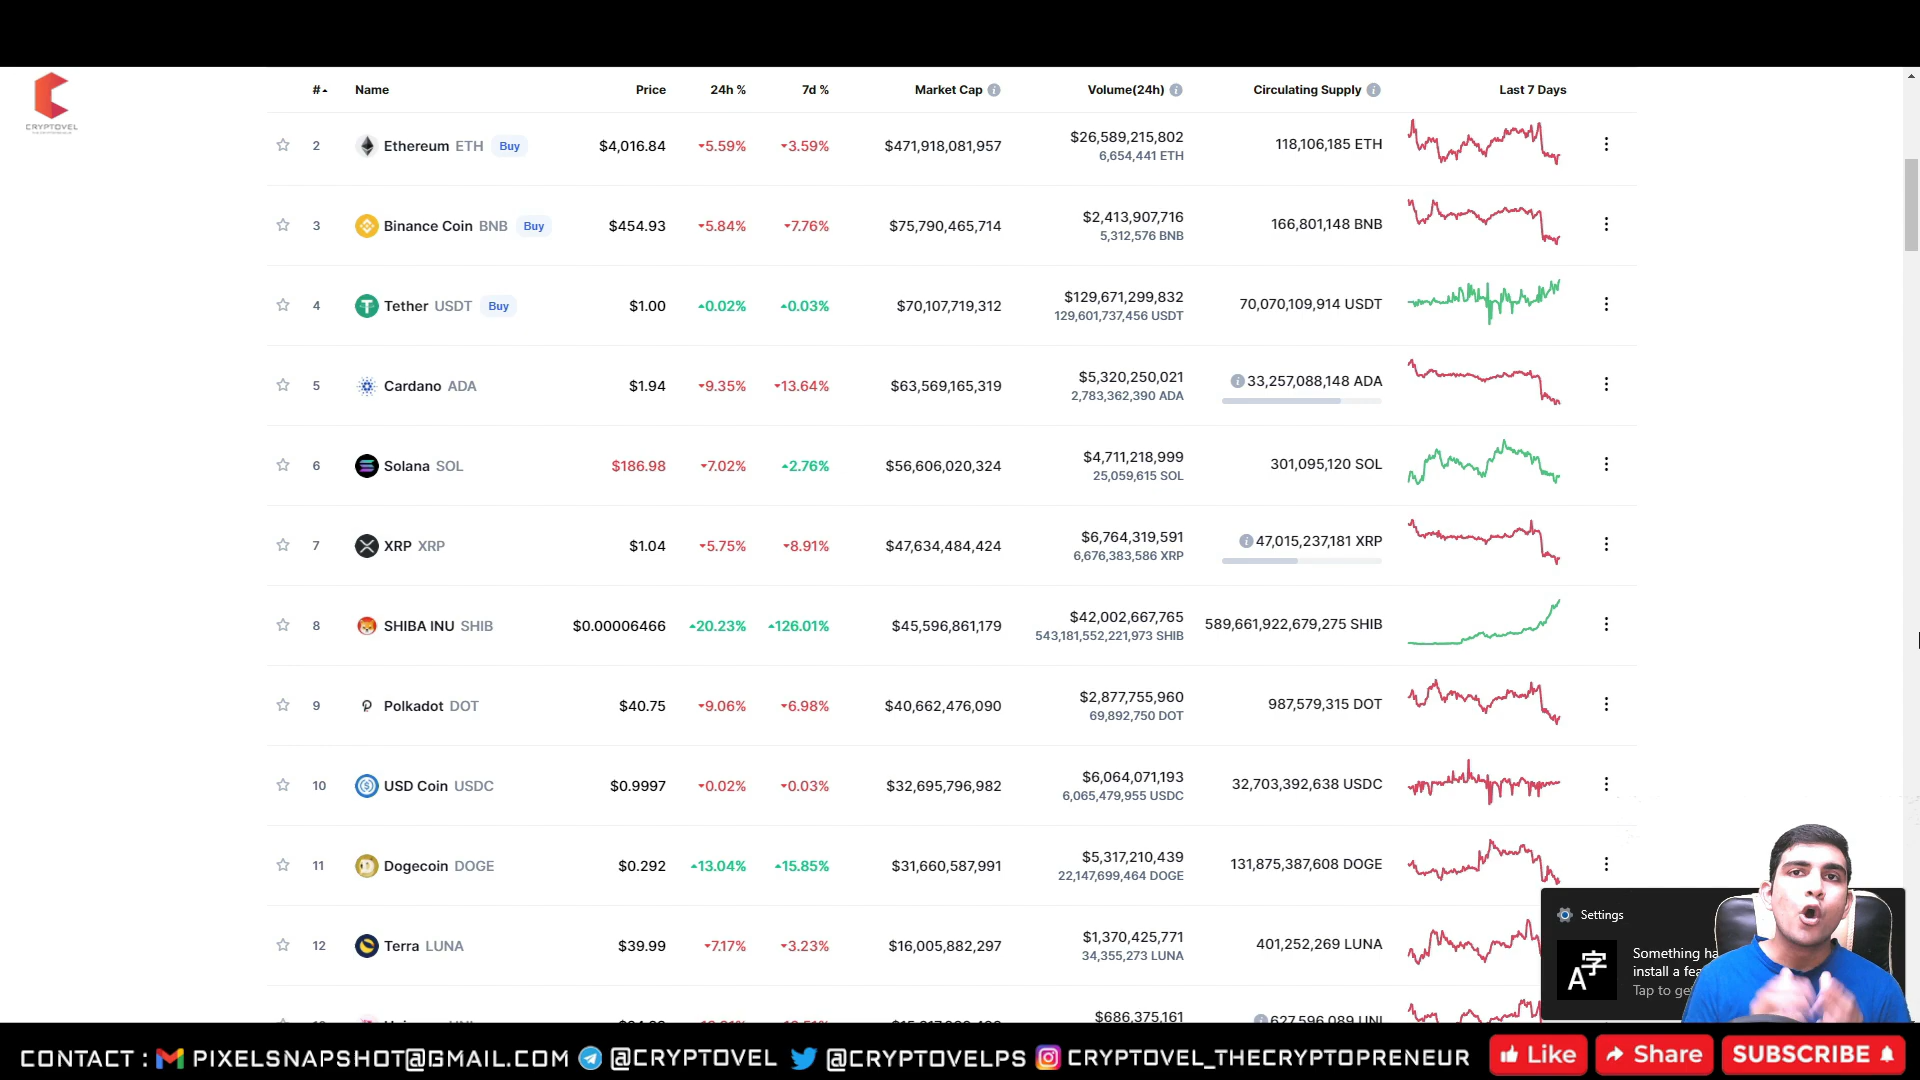 # Name Price 24h % 7d % Market Cap Volume(24h) Circulating Supply Last 7 Days
CRYPTOVEL
2 Ethereum ETH Buy $4,016.84 5.59% 3.59% $471,918,081,957 $26,589,215,802 118,106,185 ETH
6,654,441 ETH
3 Binance Coin BNB Buy $454.93 5.84% 7.76% $75,790,465,714 $2,413,907,716 166,801,148 BNB
5,312,576 BNB
4 Tether USDT Buy $1.00 0.02% 0.03% $70,107,719,312 $129,671,299,832 70,070,109,914 USDT
129,601,737,456 USDT
5 Cardano ADA $1.94 9.35% 13.64% $63,569,165,319 $5,320,250,021 33,257,088,148 ADA
2,783,362,390 ADA
6 Solana SOL $186.98 7.02% 2.76% $56,606,020,324 $4,711,218,999 301,095,120 SOL
25,059,615 SOL
7 XRP XRP $1.04 5.75% 8.91% $47,634,484,424 $6,764,319,591 47,015,237,181 XRP
6,676,383,586 XRP
8 SHIBA INU SHIB $0.00006466 20.23% 126.01% $45,596,861,179 $42,002,667,765 589,661,922,679,275 SHIB
543,181,552,221,973 SHIB
9 Polkadot DOT $40.75 9.06% 6.98% $40,662,476,090 $2,877,755,960 987,579,315 DOT
69,892,750 DOT
10 USD Coin USDC $0.9997 0.02% 0.03% $32,695,796,982 $6,064,071,193 32,703,392,638 USDC
6,065,479,955 USDC
11 Dogecoin DOGE $0.292 13.04% 15.85% $31,660,587,991 $5,317,210,439 131,875,387,608 DOGE
22,147,699,464 DOGE
12 Terra LUNA $39.99 7.17% 3.23% $16,005,882,297 $1,370,425,771 401,252,269 LUNA
34,355,273 LUNA
$686,375,161 627,596,089 UNI
Settings
A字
Something ha
install a fea
Tap to ge
CONTACT : PIXELSNAPSHOT@GMAIL.COM @CRYPTOVEL @CRYPTOVELPS CRYPTOVEL_THECRYPTOPRENEUR Like Share SUBSCRIBE